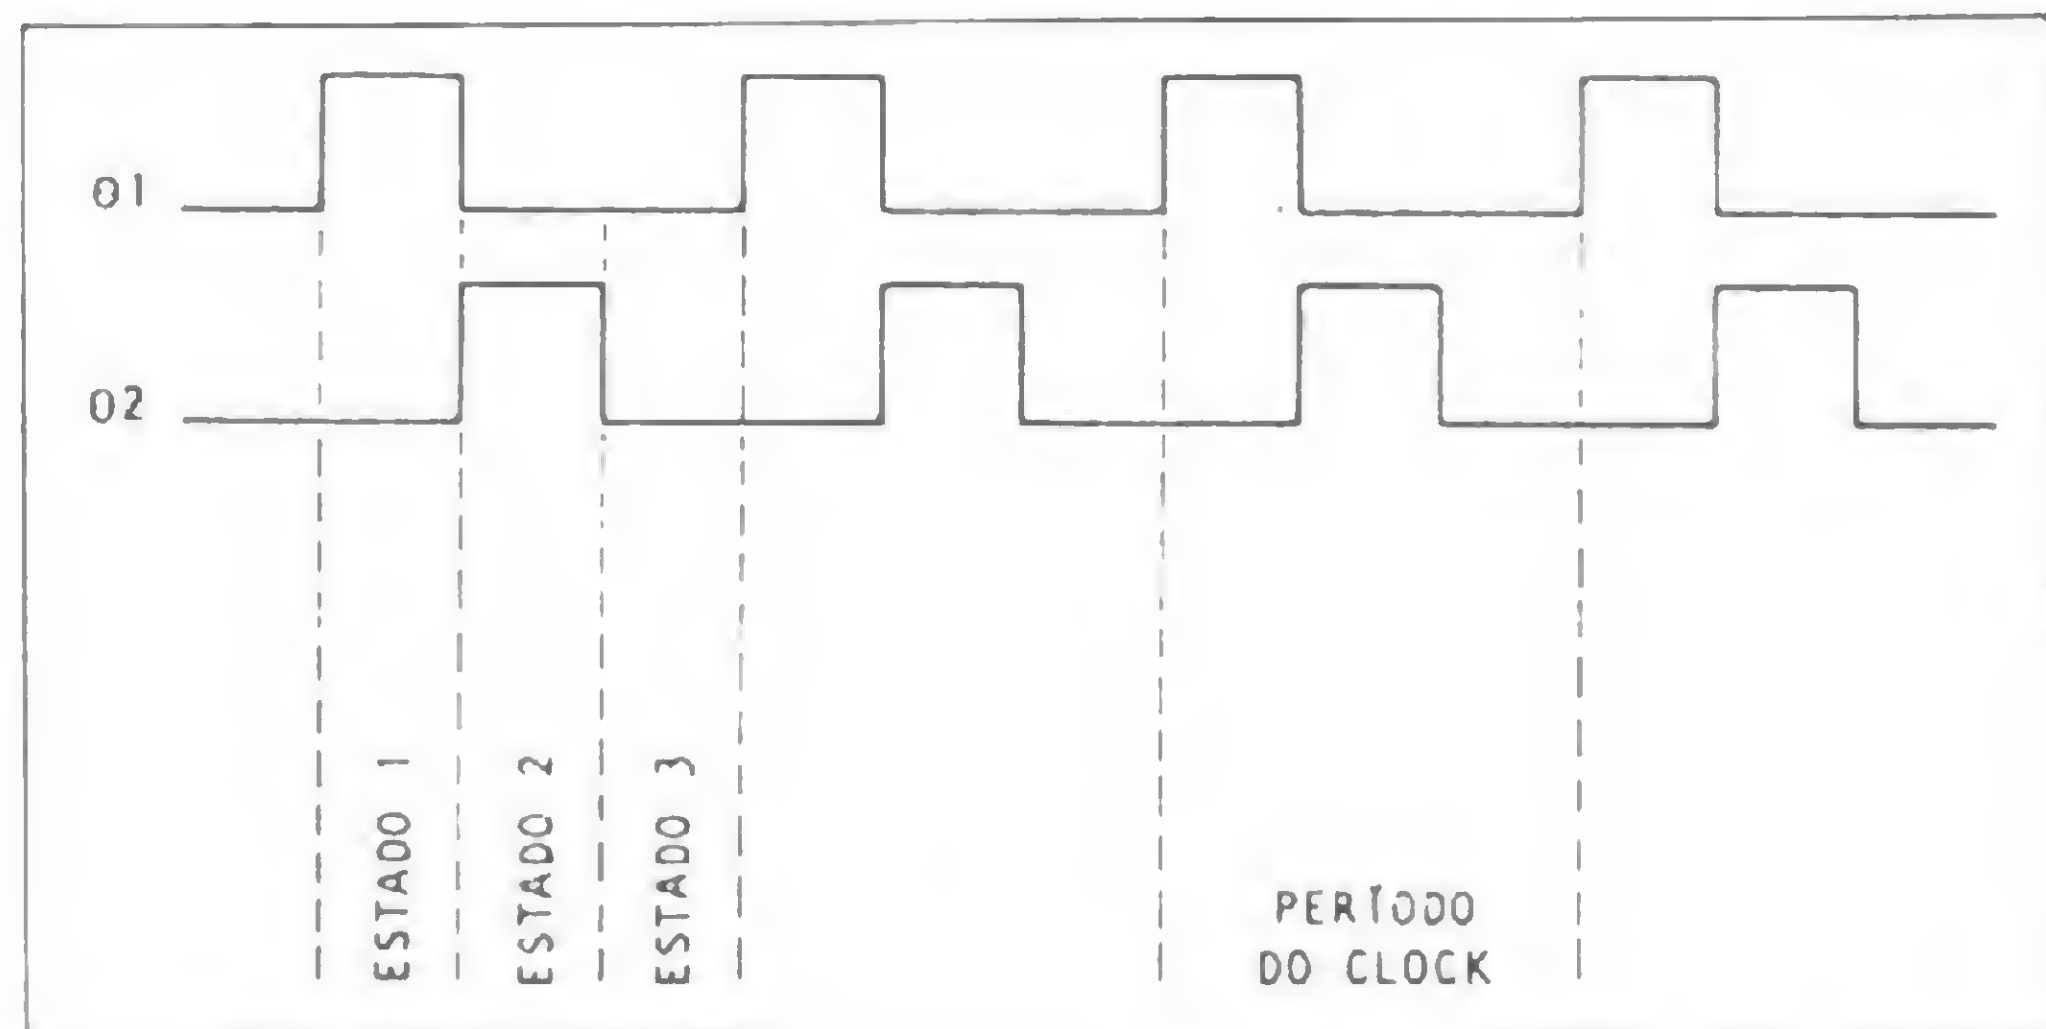 01
02
ESTADO 1
ESTADO 2
ESTADO 3
PERÍODO
DO CLOCK